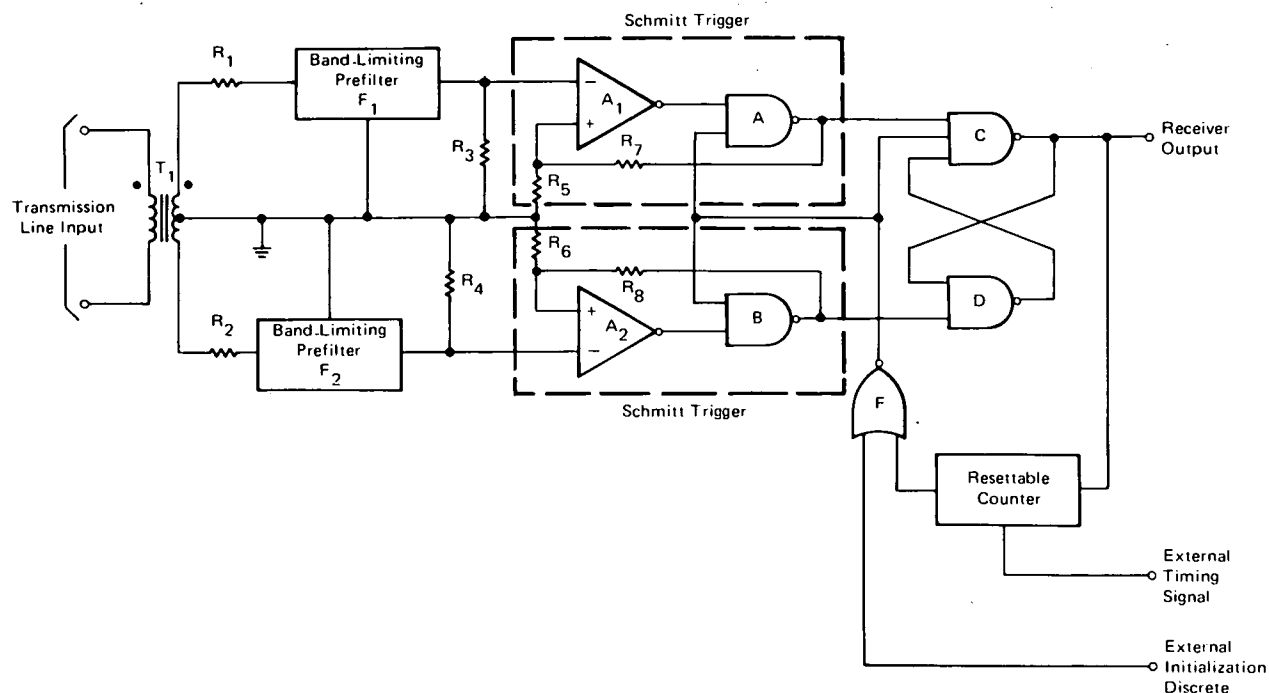 Schmitt Trigger
R1
Band-Limiting
Prefilter
F1
A1
A
C
Receiver
Output
R3
R7
T1
R5
Transmission
Line Input
R6
R4
R8
D
R2
Band-Limiting
Prefilter
F2
A2
B
Schmitt Trigger
F
Resettable
Counter
External
Timing
Signal
External
Initialization
Discrete